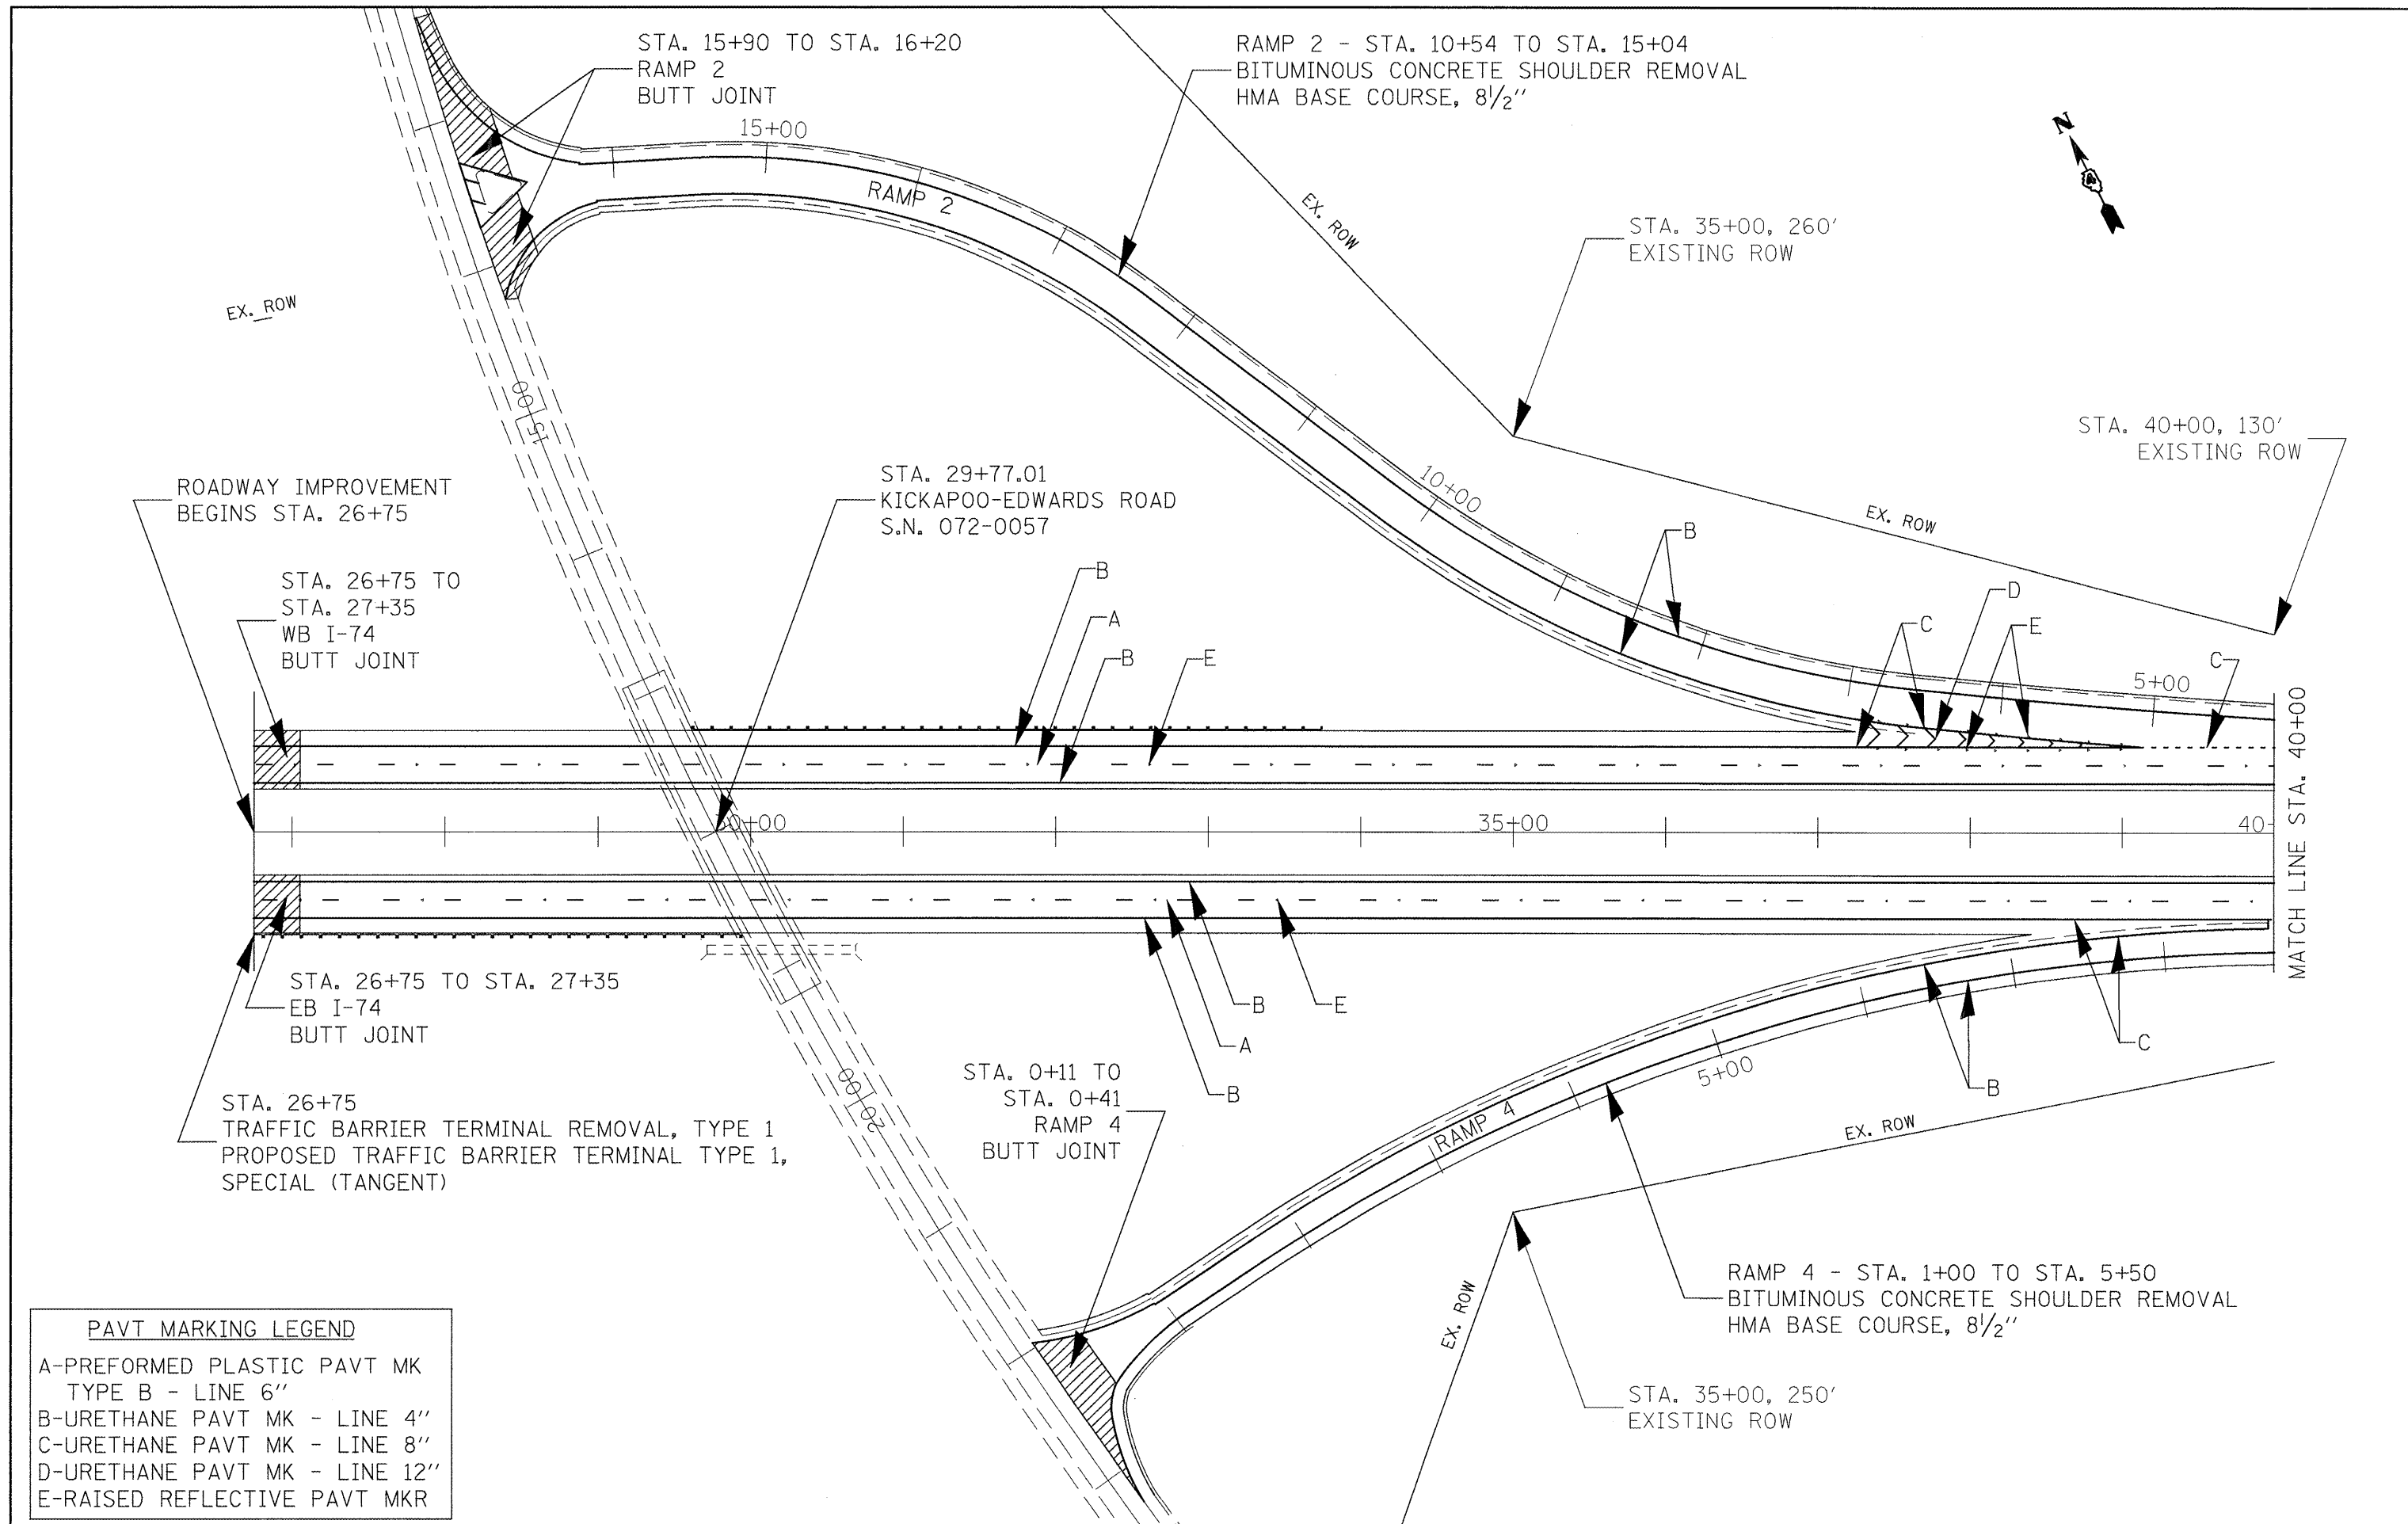 STA. 15+90 TO STA. 16+20
RAMP 2
BUTT JOINT
RAMP 2 - STA. 10+54 TO STA. 15+04
BITUMINOUS CONCRETE SHOULDER REMOVAL
HMA BASE COURSE, 8 1/2"
N
15+00
RAMP 2
EX. ROW
STA. 35+00, 260'
EXISTING ROW
EX. ROW
15+00
STA. 40+00, 130'
EXISTING ROW
ROADWAY IMPROVEMENT
BEGINS STA. 26+75
STA. 29+77.01
KICKAPOO-EDWARDS ROAD
S.N. 072-0057
10+00
EX. ROW
B
STA. 26+75 TO
STA. 27+35
WB I-74
BUTT JOINT
B
A
B
E
D
C
E
C
5+00
30+00
35+00
40+
MATCH LINE STA. 40+00
STA. 26+75 TO STA. 27+35
EB I-74
BUTT JOINT
B
E
A
B
C
B
20+00
STA. 0+11 TO
STA. 0+41
RAMP 4
BUTT JOINT
5+00
RAMP 4
EX. ROW
STA. 26+75
TRAFFIC BARRIER TERMINAL REMOVAL, TYPE 1
PROPOSED TRAFFIC BARRIER TERMINAL TYPE 1,
SPECIAL (TANGENT)
RAMP 4 - STA. 1+00 TO STA. 5+50
BITUMINOUS CONCRETE SHOULDER REMOVAL
HMA BASE COURSE, 8 1/2"
EX. ROW
STA. 35+00, 250'
EXISTING ROW
PAVT MARKING LEGEND
A-PREFORMED PLASTIC PAVT MK
TYPE B - LINE 6"
B-URETHANE PAVT MK - LINE 4"
C-URETHANE PAVT MK - LINE 8"
D-URETHANE PAVT MK - LINE 12"
E-RAISED REFLECTIVE PAVT MKR